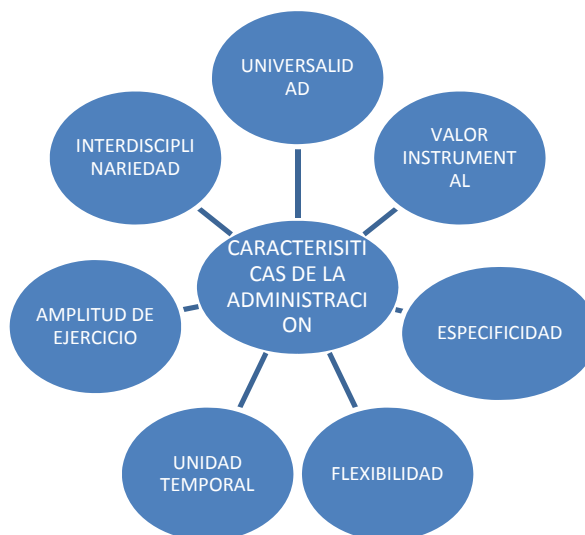 UNIVERSALID
AD
VALOR
INSTRUMENT
AL
ESPECIFICIDAD
FLEXIBILIDAD
UNIDAD
TEMPORAL
AMPLITUD DE
EJERCICIO
INTERDISCIPLI
NARIEDAD
CARACTERISITI
CAS DE LA
ADMINISTRACI
ON